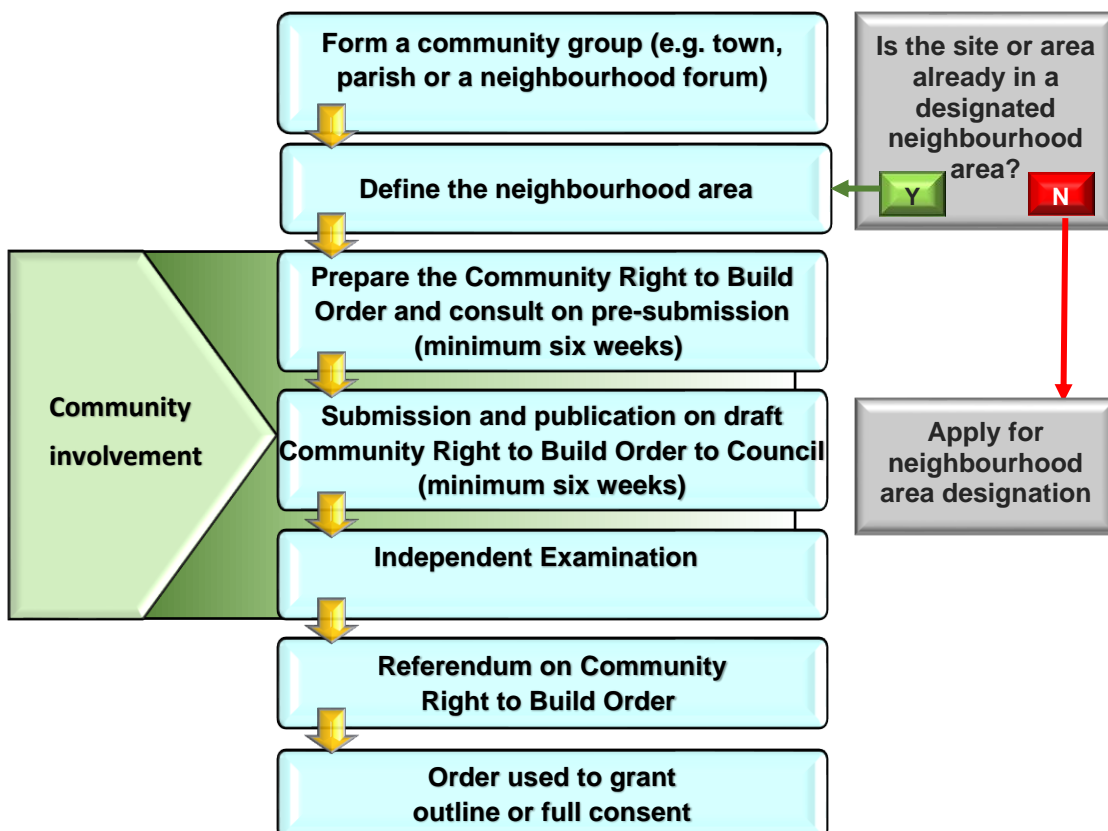 Form a community group (e.g. town,
parish or a neighbourhood forum)
Is the site or area
already in a
designated
neighbourhood
area?
Y
N
Define the neighbourhood area
Prepare the Community Right to Build
Order and consult on pre-submission
(minimum six weeks)
Community
involvement
Submission and publication on draft
Community Right to Build Order to Council
(minimum six weeks)
Apply for
neighbourhood
area designation
Independent Examination
Referendum on Community
Right to Build Order
Order used to grant
outline or full consent